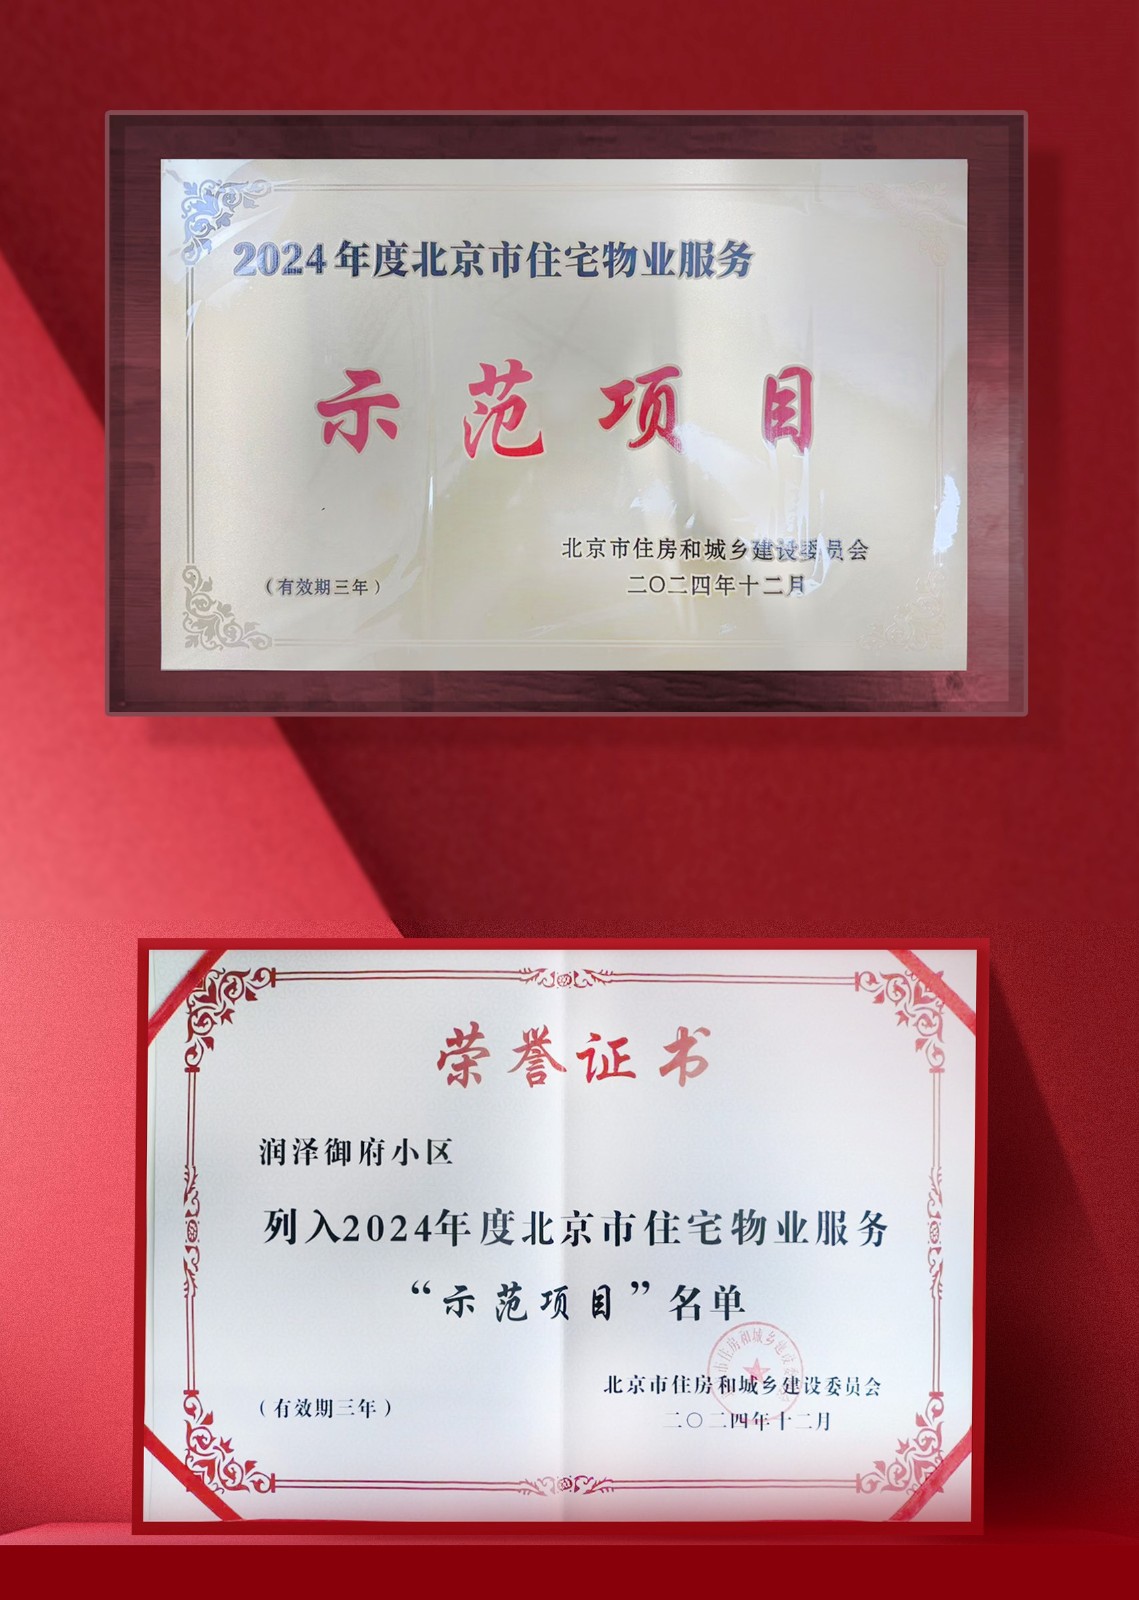 2024年度北京市住宅物业服务
示范项目
北京市住房和城乡建设委员会
（有效期三年）
二〇二四年十二月
荣誉证书
润泽御府小区
列入2024年度北京市住宅物业服务
“示范项目”名单
北京市住房和城乡建设委员会
（有效期三年）
二〇二四年十二月